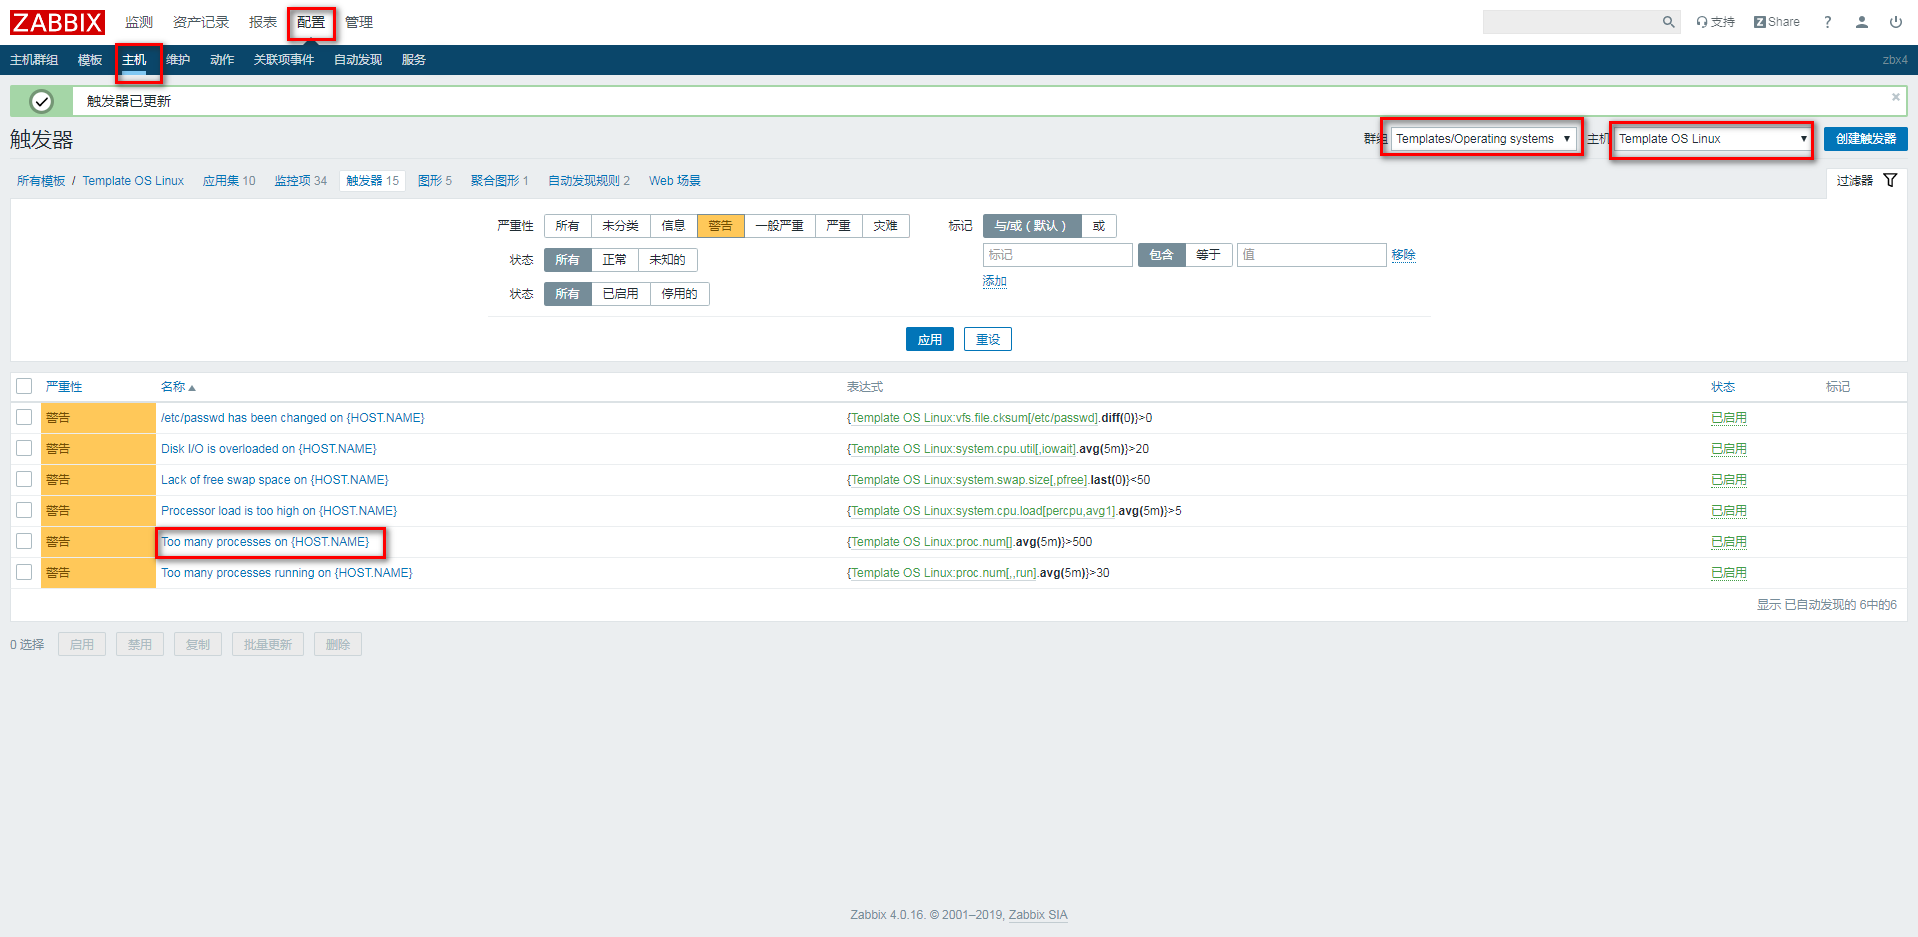 ZABBIX 监测 资产记录 报表 配置 管理 支持 Z Share ?
主机群组 模板 主机 维护 动作 关联项事件 自动发现 服务 zbx4
触发器已更新 ×
触发器 群组 Templates/Operating systems ▼ 主机 Template OS Linux ▼ 创建触发器
所有模板 / Template OS Linux 应用集 10 监控项 34 触发器 15 图形 5 聚合图形 1 自动发现规则 2 Web 场景 过滤器
严重性 所有 未分类 信息 警告 一般严重 严重 灾难 标记 与/或（默认） 或
标记 包含 等于 值 移除
状态 所有 正常 未知的
添加
状态 所有 已启用 停用的
应用 重设
严重性 名称 ▲ 表达式 状态 标记
警告 /etc/passwd has been changed on {HOST.NAME} {Template OS Linux:vfs.file.cksum[/etc/passwd].diff(0)}>0 已启用
警告 Disk I/O is overloaded on {HOST.NAME} {Template OS Linux:system.cpu.util[,iowait].avg(5m)}>20 已启用
警告 Lack of free swap space on {HOST.NAME} {Template OS Linux:system.swap.size[,pfree].last(0)}<50 已启用
警告 Processor load is too high on {HOST.NAME} {Template OS Linux:system.cpu.load[percpu,avg1].avg(5m)}>5 已启用
警告 Too many processes on {HOST.NAME} {Template OS Linux:proc.num[].avg(5m)}>500 已启用
警告 Too many processes running on {HOST.NAME} {Template OS Linux:proc.num[,,run].avg(5m)}>30 已启用
显示 已自动发现的 6中的6
0 选择 启用 禁用 复制 批量更新 删除
Zabbix 4.0.16. © 2001–2019, Zabbix SIA